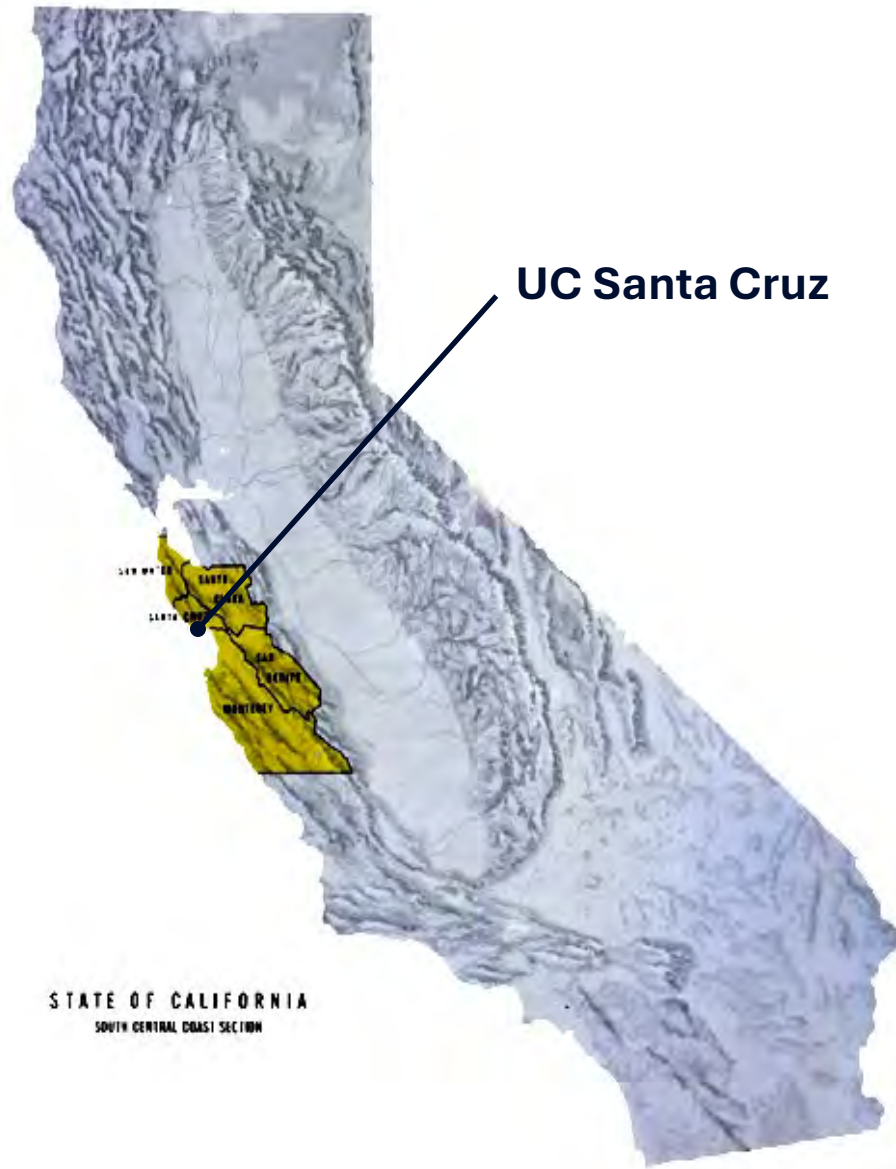 UC Santa Cruz
SAN MATEO
SANTA
CLARA
SANTA CRUZ
SAN
BENITO
MONTEREY
STATE OF CALIFORNIA
SOUTH CENTRAL COAST SECTION